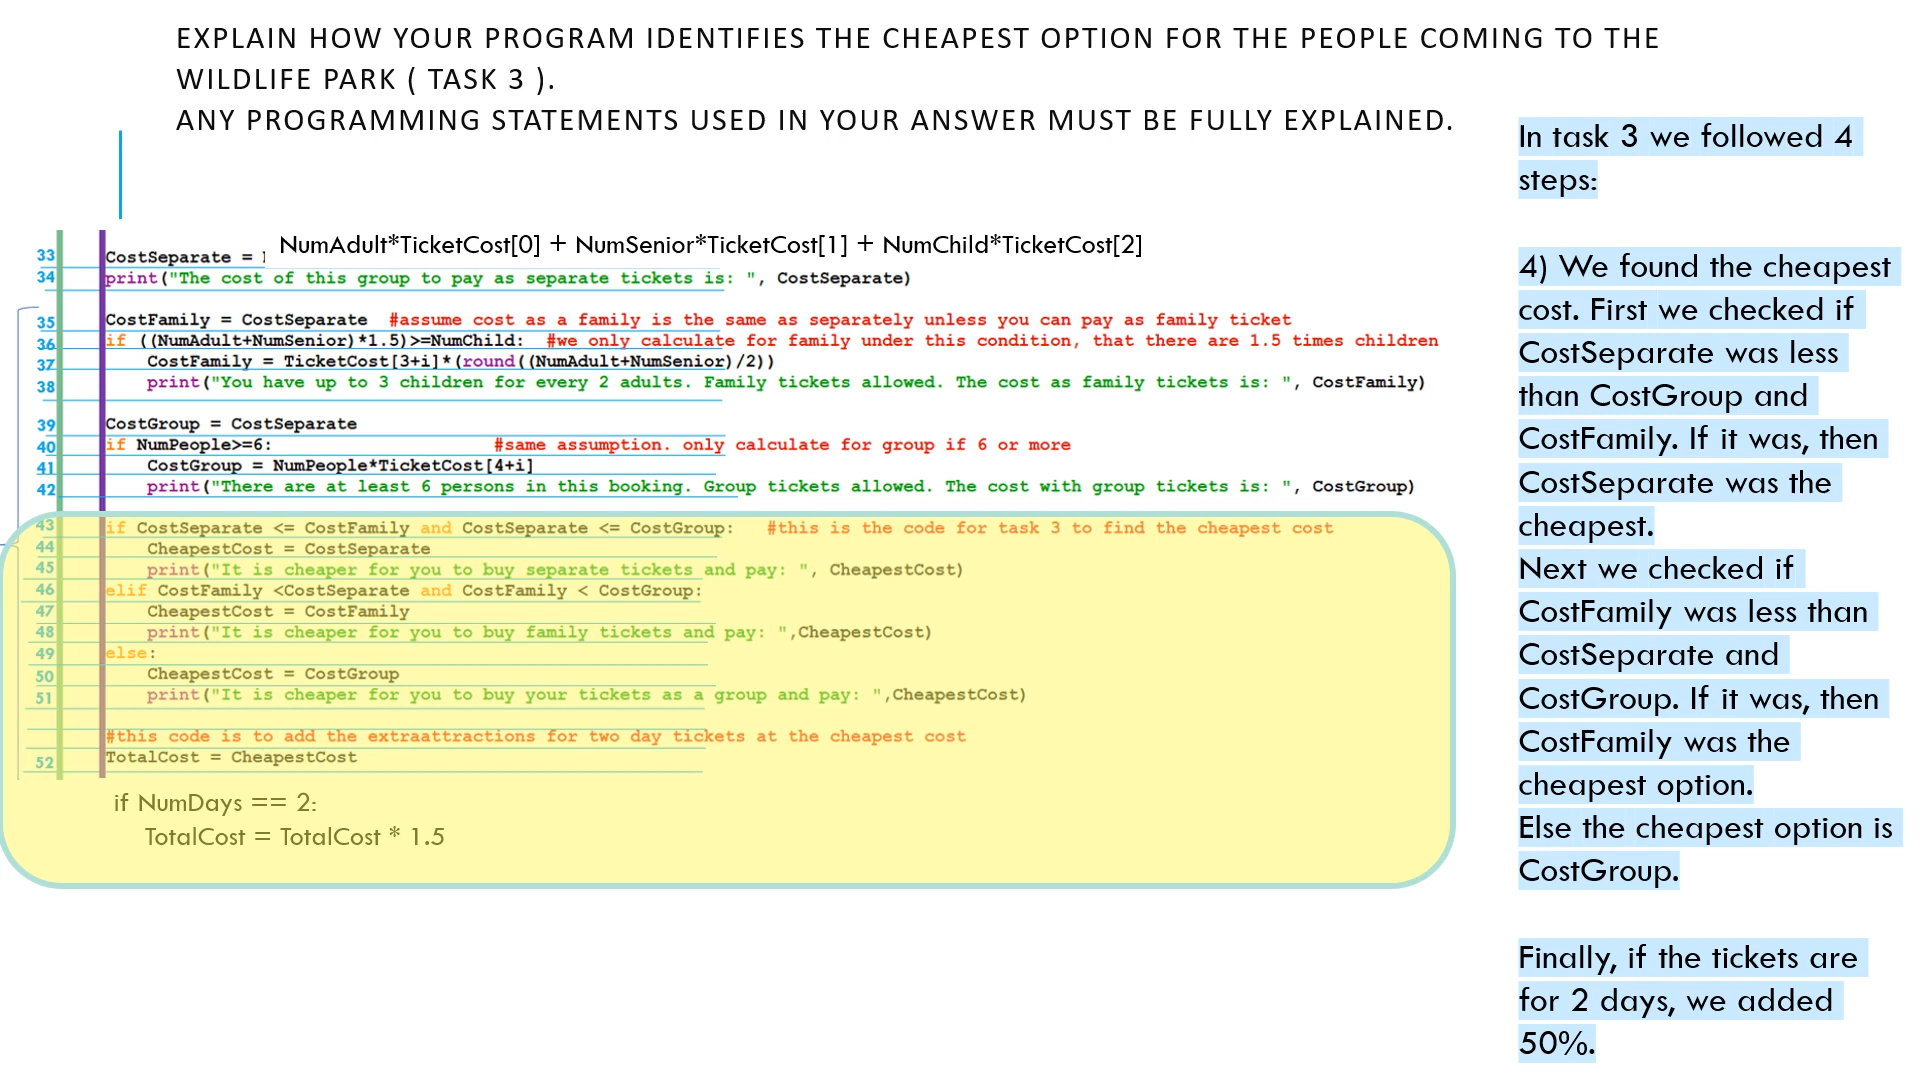 EXPLAIN HOW YOUR PROGRAM IDENTIFIES THE CHEAPEST OPTION FOR THE PEOPLE COMING TO THE
WILDLIFE PARK ( TASK 3 ).
ANY PROGRAMMING STATEMENTS USED IN YOUR ANSWER MUST BE FULLY EXPLAINED.
33 CostSeparate = NumAdult*TicketCost[0] + NumSenior*TicketCost[1] + NumChild*TicketCost[2]
34 print("The cost of this group to pay as separate tickets is: ", CostSeparate)
35 CostFamily = CostSeparate #assume cost as a family is the same as separately unless you can pay as family ticket
36 if ((NumAdult+NumSenior)*1.5)>=NumChild: #we only calculate for family under this condition, that there are 1.5 times children
37 CostFamily = TicketCost[3+i]*(round((NumAdult+NumSenior)/2))
38 print("You have up to 3 children for every 2 adults. Family tickets allowed. The cost as family tickets is: ", CostFamily)
39 CostGroup = CostSeparate
40 if NumPeople>=6: #same assumption. only calculate for group if 6 or more
41 CostGroup = NumPeople*TicketCost[4+i]
42 print("There are at least 6 persons in this booking. Group tickets allowed. The cost with group tickets is: ", CostGroup)
43 if CostSeparate <= CostFamily and CostSeparate <= CostGroup: #this is the code for task 3 to find the cheapest cost
44 CheapestCost = CostSeparate
45 print("It is cheaper for you to buy separate tickets and pay: ", CheapestCost)
46 elif CostFamily <CostSeparate and CostFamily < CostGroup:
47 CheapestCost = CostFamily
48 print("It is cheaper for you to buy family tickets and pay: ",CheapestCost)
49 else:
50 CheapestCost = CostGroup
51 print("It is cheaper for you to buy your tickets as a group and pay: ",CheapestCost)
#this code is to add the extraattractions for two day tickets at the cheapest cost
52 TotalCost = CheapestCost
if NumDays == 2:
TotalCost = TotalCost * 1.5
In task 3 we followed 4
steps:
4) We found the cheapest
cost. First we checked if
CostSeparate was less
than CostGroup and
CostFamily. If it was, then
CostSeparate was the
cheapest.
Next we checked if
CostFamily was less than
CostSeparate and
CostGroup. If it was, then
CostFamily was the
cheapest option.
Else the cheapest option is
CostGroup.
Finally, if the tickets are
for 2 days, we added
50%.